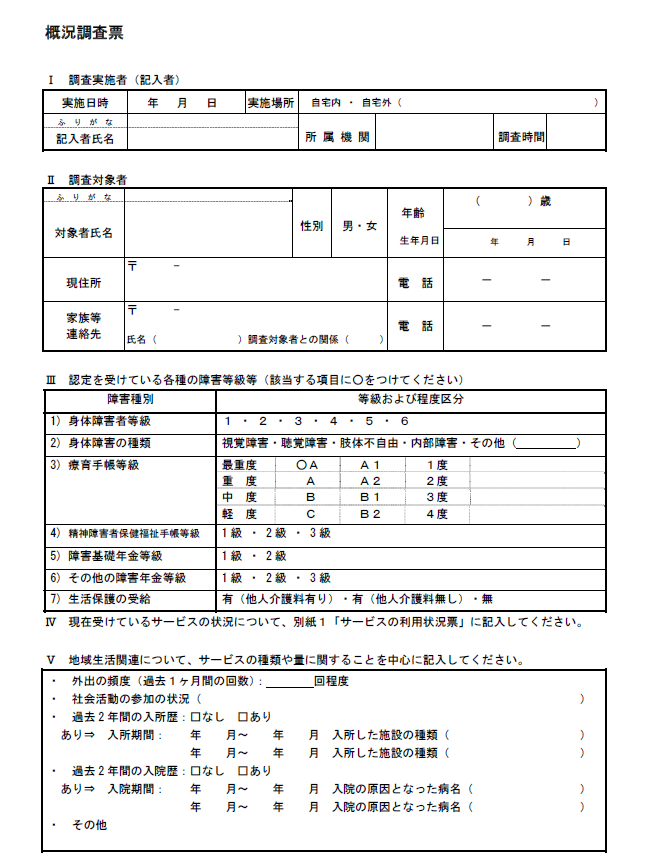 概況調査票
Ⅰ 調査実施者（記入者）
実施日時 年 月 日 実施場所 自宅内 ・ 自宅外（ ）
ふりがな
記入者氏名 所属機関 調査時間
Ⅱ 調査対象者
ふりがな
対象者氏名 性別 男・女 年齢 （ ）歳
生年月日 年 月 日
現住所 〒 － 電話 － －
家族等連絡先 〒 － 電話 － －
氏名（ ）調査対象者との関係（ ）
Ⅲ 認定を受けている各種の障害等級等（該当する項目に〇をつけてください）
障害種別 等級および程度区分
1）身体障害者等級 1 ・ 2 ・ 3 ・ 4 ・ 5 ・ 6
2）身体障害の種類 視覚障害・聴覚障害・肢体不自由・内部障害・その他（ ）
3）療育手帳等級 最重度 〇A A1 1度
重度 A A2 2度
中度 B B1 3度
軽度 C B2 4度
4）精神障害者保健福祉手帳等級 1級 ・ 2級 ・ 3級
5）障害基礎年金等級 1級 ・ 2級
6）その他の障害年金等級 1級 ・ 2級 ・ 3級
7）生活保護の受給 有（他人介護料有り）・有（他人介護料無し）・無
Ⅳ 現在受けているサービスの状況について、別紙１「サービスの利用状況票」に記入してください。
Ⅴ 地域生活関連について、サービスの種類や量に関することを中心に記入してください。
・ 外出の頻度（過去１ヶ月間の回数）：＿＿＿回程度
・ 社会活動の参加の状況（ ）
・ 過去２年間の入所歴：□なし □あり
あり⇒ 入所期間： 年 月～ 年 月 入所した施設の種類（ ）
年 月～ 年 月 入所した施設の種類（ ）
・ 過去２年間の入院歴：□なし □あり
あり⇒ 入院期間： 年 月～ 年 月 入院の原因となった病名（ ）
年 月～ 年 月 入院の原因となった病名（ ）
・ その他